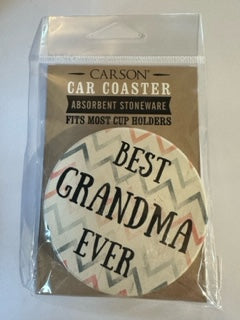 CARSON®
CAR COASTER
ABSORBENT STONEWARE
FITS MOST CUP HOLDERS
BEST
GRANDMA
EVER